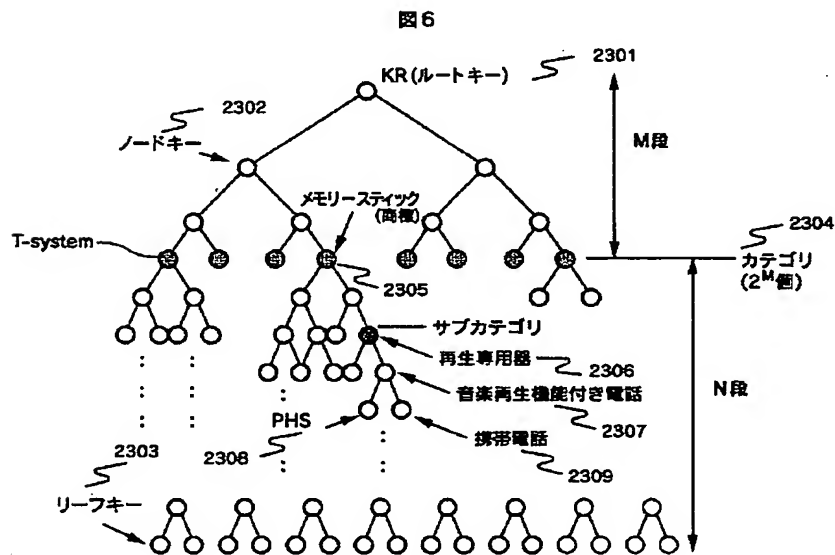 図6
KR(ルートキー)
2301
2302
ノードキー
M段
メモリースティック
(商標)
T-system
2304
カテゴリ
(2^M個)
2305
サブカテゴリ
再生専用器
2306
N段
音楽再生機能付き電話
2307
PHS
2308
携帯電話
2309
2303
リーフキー